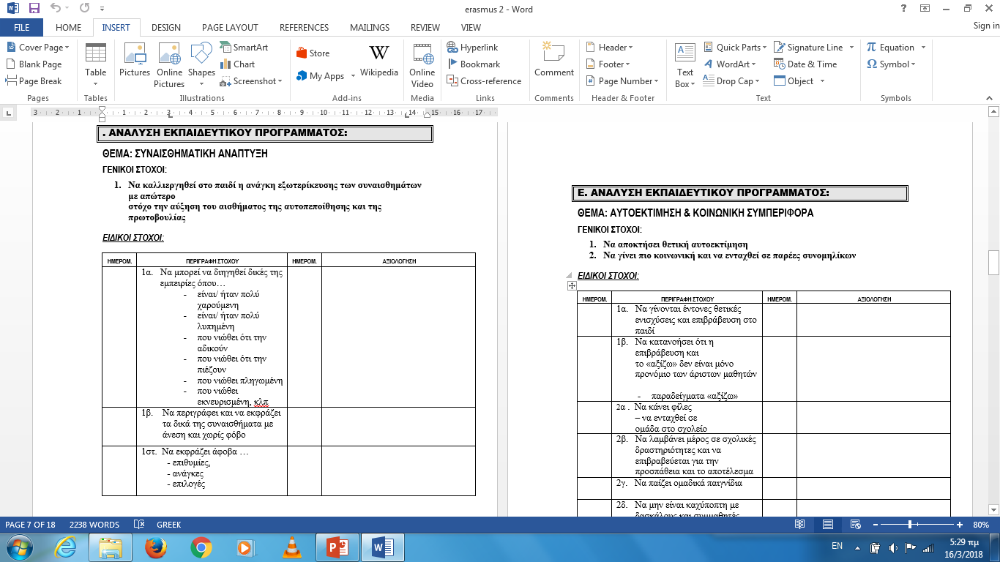 erasmus 2 - Word
Sign in
FILE HOME INSERT DESIGN PAGE LAYOUT REFERENCES MAILINGS REVIEW VIEW
Cover Page
Blank Page
Page Break
Pages
Table
Tables
Pictures
Online Pictures
Shapes
SmartArt
Chart
Screenshot
Illustrations
Store
My Apps
Wikipedia
Add-ins
Online Video
Media
Hyperlink
Bookmark
Cross-reference
Links
Comment
Comments
Header
Footer
Page Number
Header & Footer
Text Box
Quick Parts
WordArt
Drop Cap
Signature Line
Date & Time
Object
Text
Equation
Symbol
Symbols
3 2 1 1 2 3 4 5 6 7 8 9 10 11 12 13 14 15 16 17
. ΑΝΑΛΥΣΗ ΕΚΠΑΙΔΕΥΤΙΚΟΥ ΠΡΟΓΡΑΜΜΑΤΟΣ:
ΘΕΜΑ: ΣΥΝΑΙΣΘΗΜΑΤΙΚΗ ΑΝΑΠΤΥΞΗ
ΓΕΝΙΚΟΙ ΣΤΟΧΟΙ:
1. Να καλλιεργηθεί στο παιδί η ανάγκη εξωτερίκευσης των συναισθημάτων
με απώτερο
στόχο την αύξηση του αισθήματος της αυτοπεποίθησης και της
πρωτοβουλίας
ΕΙΔΙΚΟΙ ΣΤΟΧΟΙ:
ΗΜΕΡΟΜ. ΠΕΡΙΓΡΑΦΗ ΣΤΟΧΟΥ ΗΜΕΡΟΜ. ΑΞΙΟΛΟΓΗΣΗ
1α. Να μπορεί να διηγηθεί δικές της
εμπειρίες όπου…
- είναι/ ήταν πολύ
χαρούμενη
- είναι/ ήταν πολύ
λυπημένη
- που νιώθει ότι την
αδικούν
- που νιώθει ότι την
πιέζουν
- που νιώθει πληγωμένη
- που νιώθει
εκνευρισμένη, κλπ
1β. Να περιγράφει και να εκφράζει
τα δικά της συναισθήματα με
άνεση και χωρίς φόβο
1στ. Να εκφράζει άφοβα …
- επιθυμίες,
- ανάγκες
- επιλογές
Ε. ΑΝΑΛΥΣΗ ΕΚΠΑΙΔΕΥΤΙΚΟΥ ΠΡΟΓΡΑΜΜΑΤΟΣ:
ΘΕΜΑ: ΑΥΤΟΕΚΤΙΜΗΣΗ & ΚΟΙΝΩΝΙΚΗ ΣΥΜΠΕΡΙΦΟΡΑ
ΓΕΝΙΚΟΙ ΣΤΟΧΟΙ:
1. Να αποκτήσει θετική αυτοεκτίμηση
2. Να γίνει πιο κοινωνική και να ενταχθεί σε παρέες συνομηλίκων
ΕΙΔΙΚΟΙ ΣΤΟΧΟΙ:
ΗΜΕΡΟΜ. ΠΕΡΙΓΡΑΦΗ ΣΤΟΧΟΥ ΗΜΕΡΟΜ. ΑΞΙΟΛΟΓΗΣΗ
1α. Να γίνονται έντονες θετικές
ενισχύσεις και επιβράβευση στο
παιδί
1β. Να κατανοήσει ότι η
επιβράβευση και
το «αξίζω» δεν είναι μόνο
προνόμιο των άριστων μαθητών
- παραδείγματα «αξίζω»
2α . Να κάνει φίλες
– να ενταχθεί σε
ομάδα στο σχολείο
2β. Να λαμβάνει μέρος σε σχολικές
δραστηριότητες και να
επιβραβεύεται για την
προσπάθεια και το αποτέλεσμα
2γ. Να παίζει ομαδικά παιγνίδια
2δ. Να μην είναι καχύποπτη με
δασκάλους και συμμαθητές
PAGE 7 OF 18 2238 WORDS GREEK 80%
EN
5:29 πμ
16/3/2018